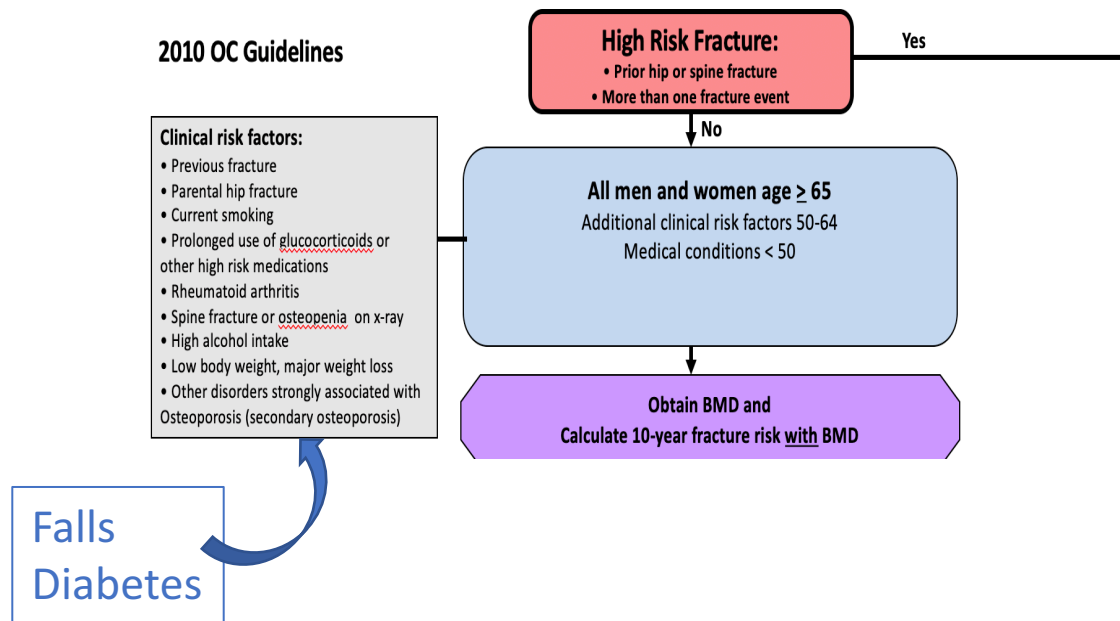 2010 OC Guidelines
High Risk Fracture:
• Prior hip or spine fracture
• More than one fracture event
Yes
No
Clinical risk factors:
• Previous fracture
• Parental hip fracture
• Current smoking
• Prolonged use of glucocorticoids or
other high risk medications
• Rheumatoid arthritis
• Spine fracture or osteopenia on x-ray
• High alcohol intake
• Low body weight, major weight loss
• Other disorders strongly associated with
Osteoporosis (secondary osteoporosis)
All men and women age ≥ 65
Additional clinical risk factors 50-64
Medical conditions < 50
Obtain BMD and
Calculate 10-year fracture risk with BMD
Falls
Diabetes